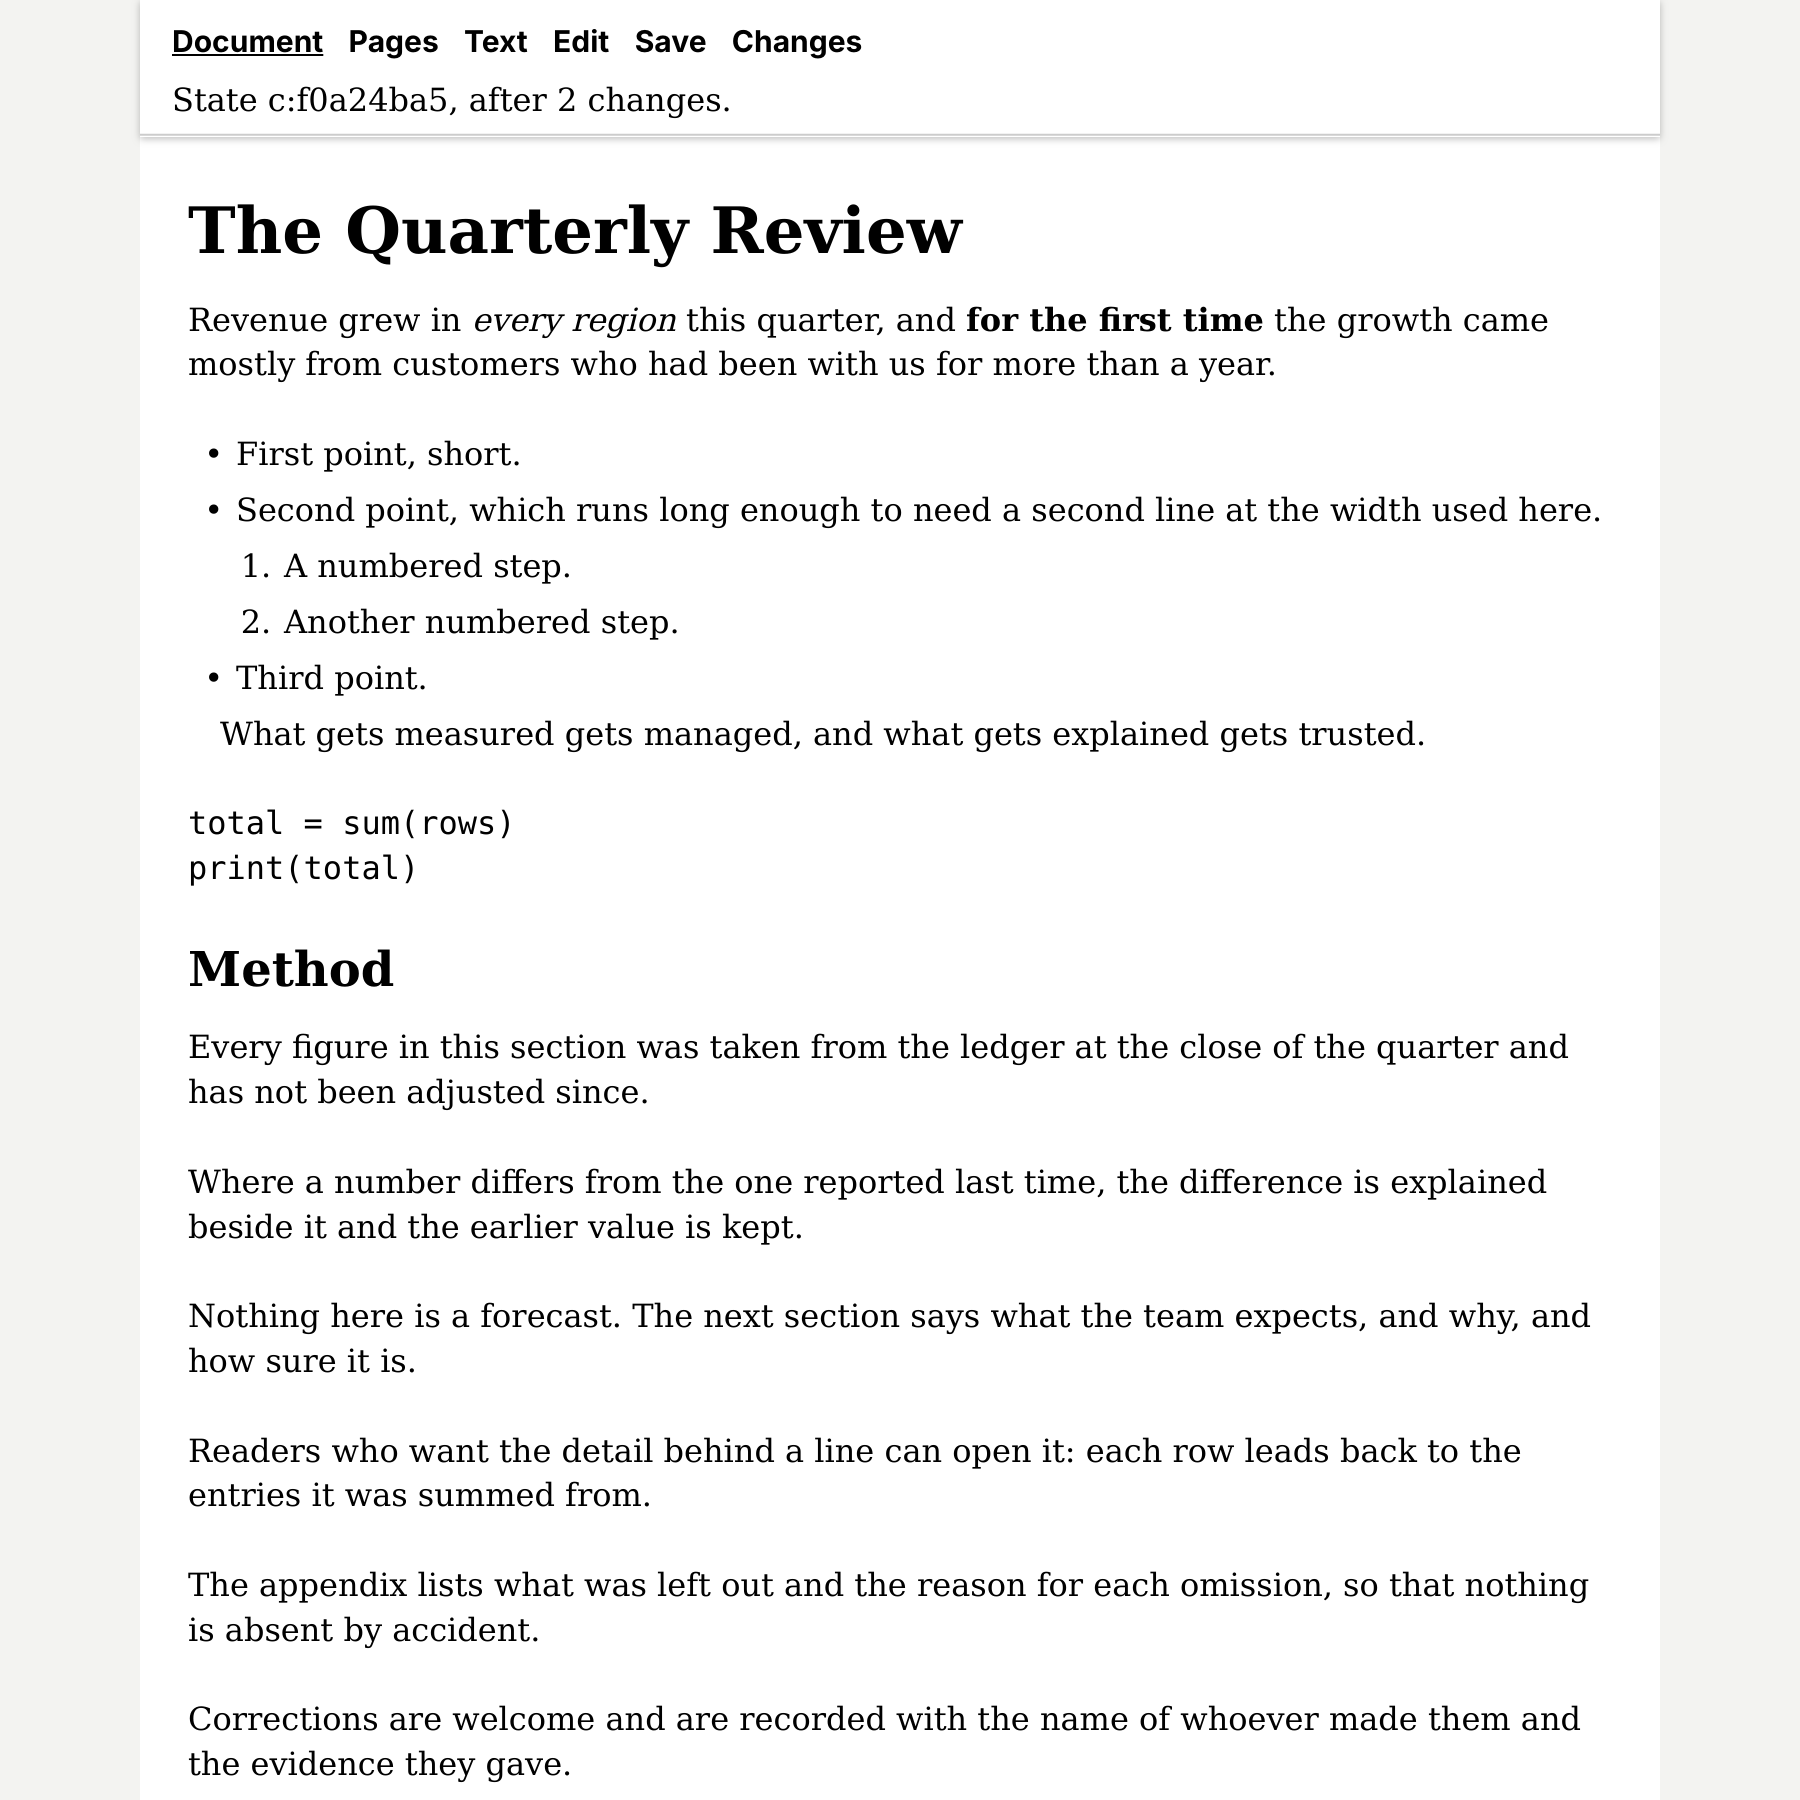 Document Pages Text Edit Save Changes
State c:f0a24ba5, after 2 changes.
The Quarterly Review
Revenue grew in every region this quarter, and for the first time the growth came
mostly from customers who had been with us for more than a year.
• First point, short.
• Second point, which runs long enough to need a second line at the width used here.
1. A numbered step.
2. Another numbered step.
• Third point.
What gets measured gets managed, and what gets explained gets trusted.
total = sum(rows)
print(total)
Method
Every figure in this section was taken from the ledger at the close of the quarter and
has not been adjusted since.
Where a number differs from the one reported last time, the difference is explained
beside it and the earlier value is kept.
Nothing here is a forecast. The next section says what the team expects, and why, and
how sure it is.
Readers who want the detail behind a line can open it: each row leads back to the
entries it was summed from.
The appendix lists what was left out and the reason for each omission, so that nothing
is absent by accident.
Corrections are welcome and are recorded with the name of whoever made them and
the evidence they gave.